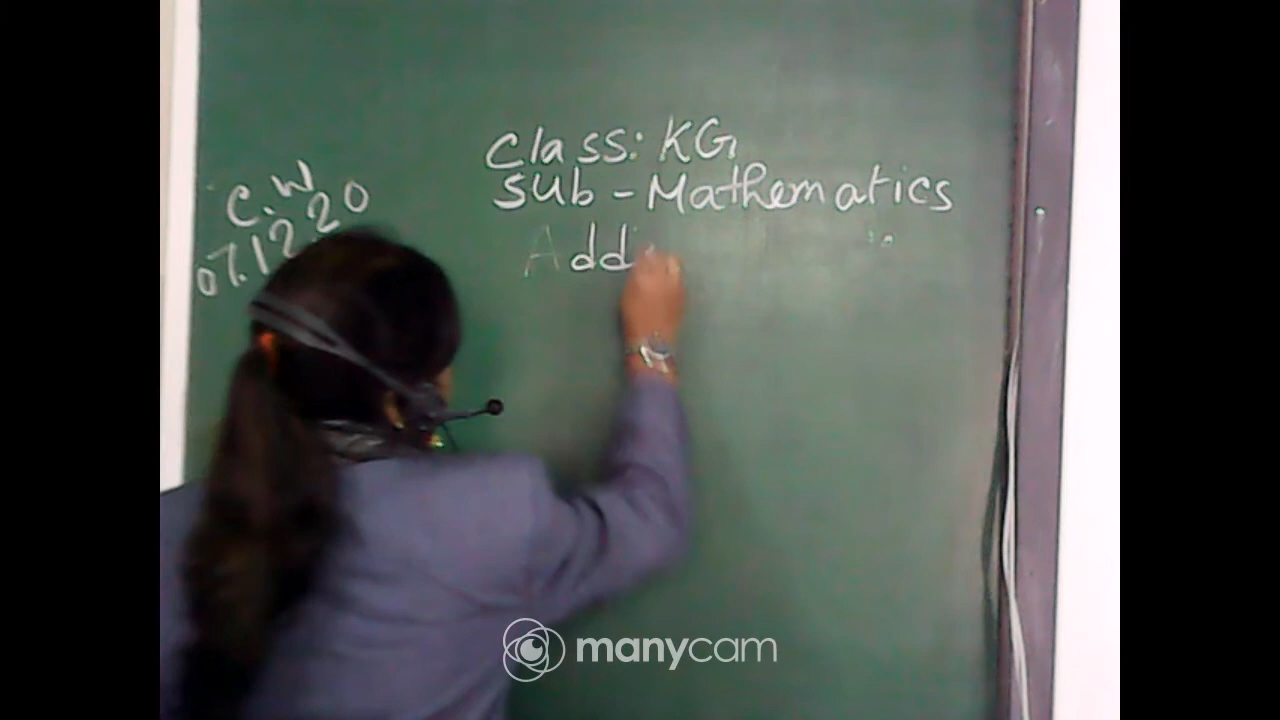 C.W
07.12.20
Class: KG
Sub - Mathematics
Add
manycam